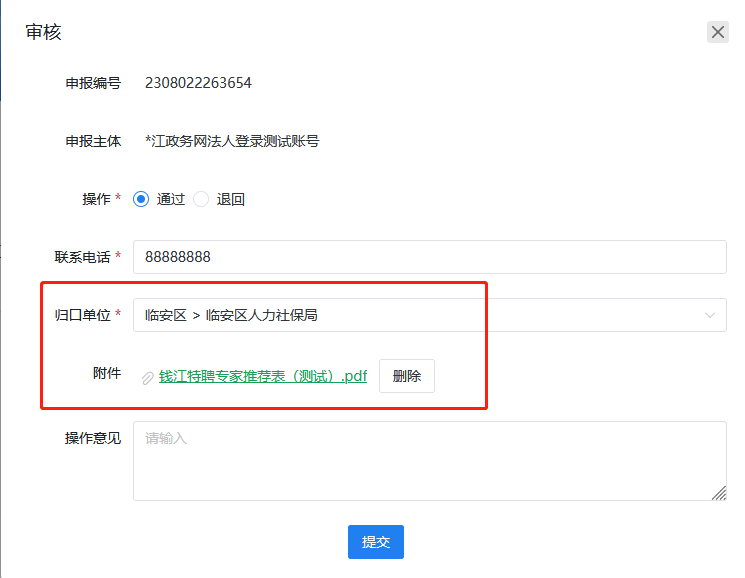 审核
申报编号 2308022263654
申报主体 *江政务网法人登录测试账号
操作 * 通过 退回
联系电话 * 88888888
归口单位 * 临安区 > 临安区人力社保局
附件 钱江特聘专家推荐表（测试）.pdf 删除
操作意见 请输入
提交